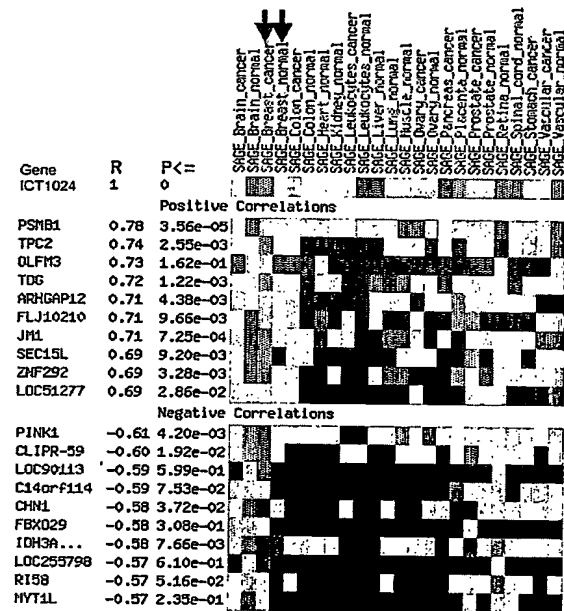 SAGE_Brain_cancer
SAGE_Brain_normal
SAGE_Breast_cancer
SAGE_Breast_normal
SAGE_Colon_cancer
SAGE_Colon_normal
SAGE_Heart_normal
SAGE_Kidney_normal
SAGE_Leukocytes_cancer
SAGE_Leukocytes_normal
SAGE_Liver_normal
SAGE_Lung_normal
SAGE_Muscle_normal
SAGE_Ovary_cancer
SAGE_Ovary_normal
SAGE_Pancreas_cancer
SAGE_Placenta_normal
SAGE_Prostate_cancer
SAGE_Prostate_normal
SAGE_Retina_normal
SAGE_Spinal_cord_normal
SAGE_Stomach_cancer
SAGE_Vascular_cancer
SAGE_Vascular_normal
Gene R P<=
ICT1024 1 0
Positive Correlations
PSMB1 0.78 3.56e-05
TPC2 0.74 2.55e-03
OLFM3 0.73 1.62e-01
TDG 0.72 1.22e-03
ARHGAP12 0.71 4.38e-03
FLJ10210 0.71 9.66e-03
JM1 0.71 7.25e-04
SEC15L 0.69 9.20e-03
ZNF292 0.69 3.28e-03
LOC51277 0.69 2.86e-02
Negative Correlations
PINK1 -0.61 4.20e-03
CLIPR-59 -0.60 1.92e-02
LOC90113 -0.59 5.99e-01
C14orf114 -0.59 7.53e-02
CHN1 -0.58 3.72e-02
FBXO29 -0.58 3.08e-01
IDH3A... -0.58 7.66e-03
LOC255798 -0.57 6.10e-01
RI58 -0.57 5.16e-02
MYT1L -0.57 2.35e-01